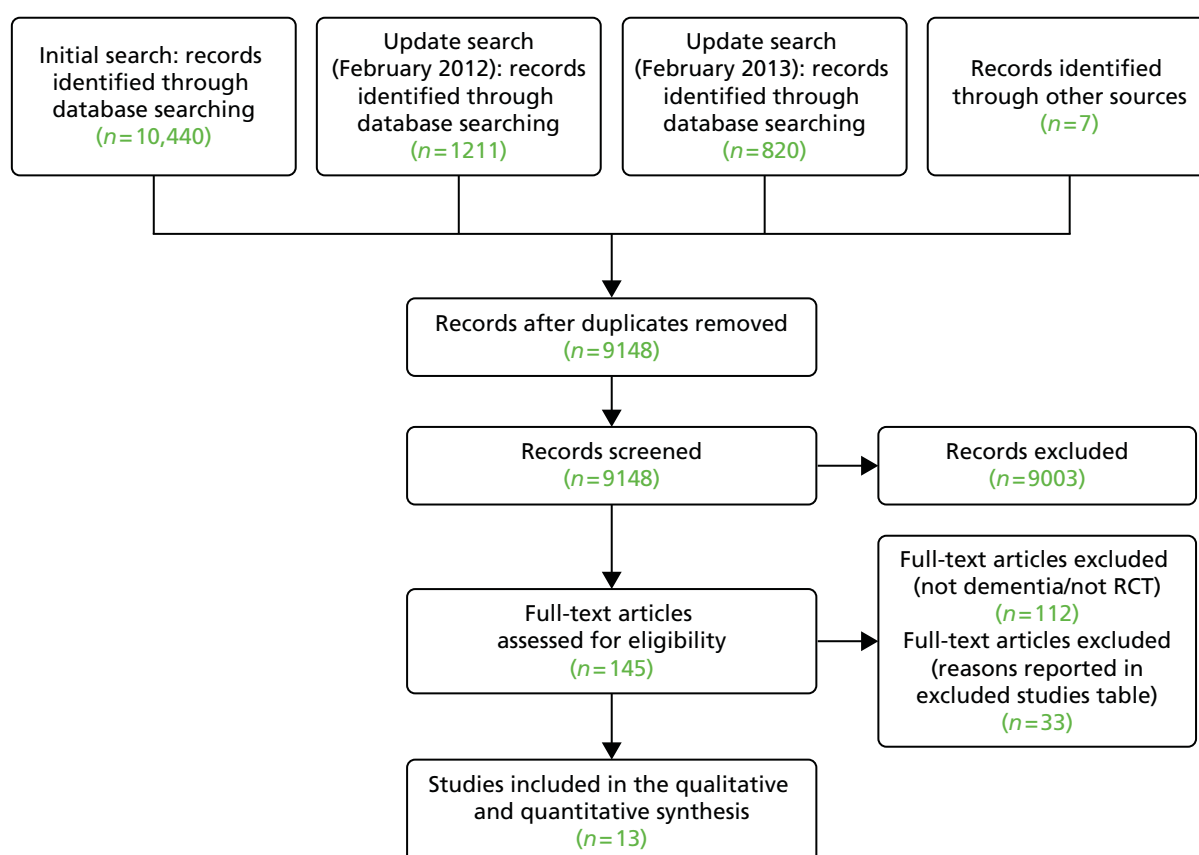 Initial search: records
identified through
database searching
(n=10,440)
Update search
(February 2012): records
identified through
database searching
(n=1211)
Update search
(February 2013): records
identified through
database searching
(n=820)
Records identified
through other sources
(n=7)
Records after duplicates removed
(n=9148)
Records screened
(n=9148)
Records excluded
(n=9003)
Full-text articles
assessed for eligibility
(n=145)
Full-text articles excluded
(not dementia/not RCT)
(n=112)
Full-text articles excluded
(reasons reported in
excluded studies table)
(n=33)
Studies included in the qualitative
and quantitative synthesis
(n=13)